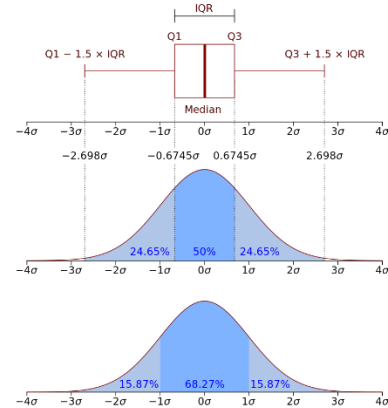 IQR
Q1 Q3
Q1 − 1.5 × IQR Q3 + 1.5 × IQR
Median
−4σ −3σ −2σ −1σ 0σ 1σ 2σ 3σ 4σ
−2.698σ −0.6745σ 0.6745σ 2.698σ
24.65% 50% 24.65%
−4σ −3σ −2σ −1σ 0σ 1σ 2σ 3σ 4σ
15.87% 68.27% 15.87%
−4σ −3σ −2σ −1σ 0σ 1σ 2σ 3σ 4σ